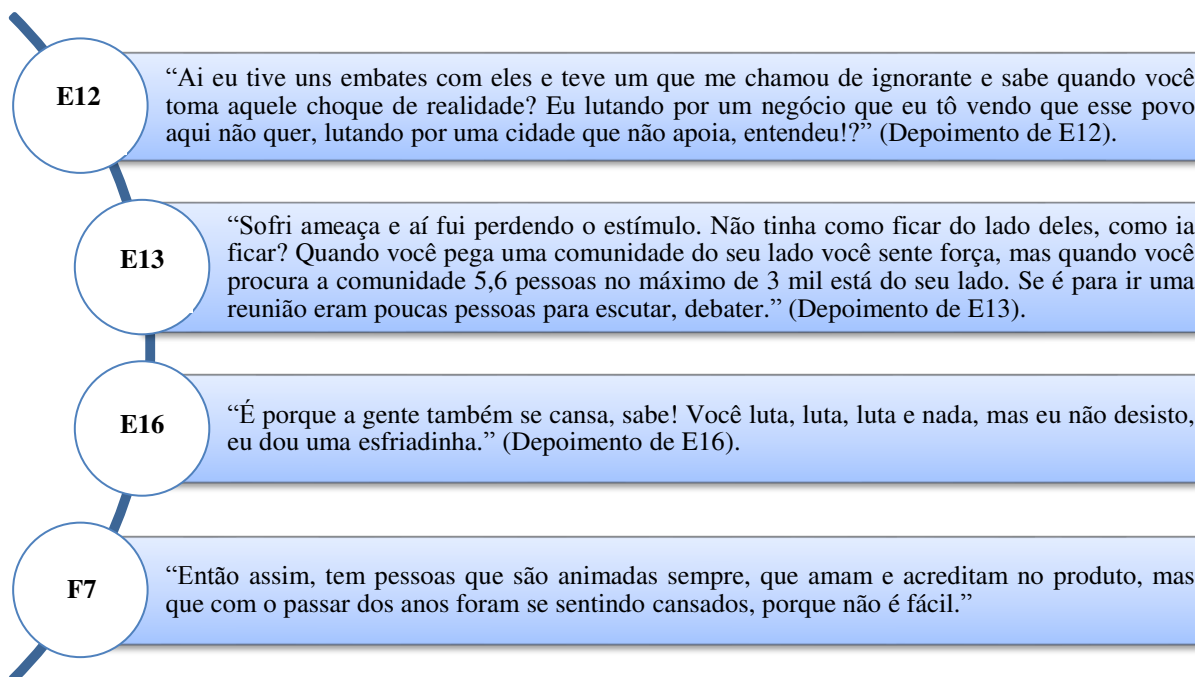 E12
“Ai eu tive uns embates com eles e teve um que me chamou de ignorante e sabe quando você
toma aquele choque de realidade? Eu lutando por um negócio que eu tô vendo que esse povo
aqui não quer, lutando por uma cidade que não apoia, entendeu!?” (Depoimento de E12).
E13
“Sofri ameaça e aí fui perdendo o estímulo. Não tinha como ficar do lado deles, como ia
ficar? Quando você pega uma comunidade do seu lado você sente força, mas quando você
procura a comunidade 5,6 pessoas no máximo de 3 mil está do seu lado. Se é para ir uma
reunião eram poucas pessoas para escutar, debater.” (Depoimento de E13).
E16
“É porque a gente também se cansa, sabe! Você luta, luta, luta e nada, mas eu não desisto,
eu dou uma esfriadinha.” (Depoimento de E16).
F7
“Então assim, tem pessoas que são animadas sempre, que amam e acreditam no produto, mas
que com o passar dos anos foram se sentindo cansados, porque não é fácil.”